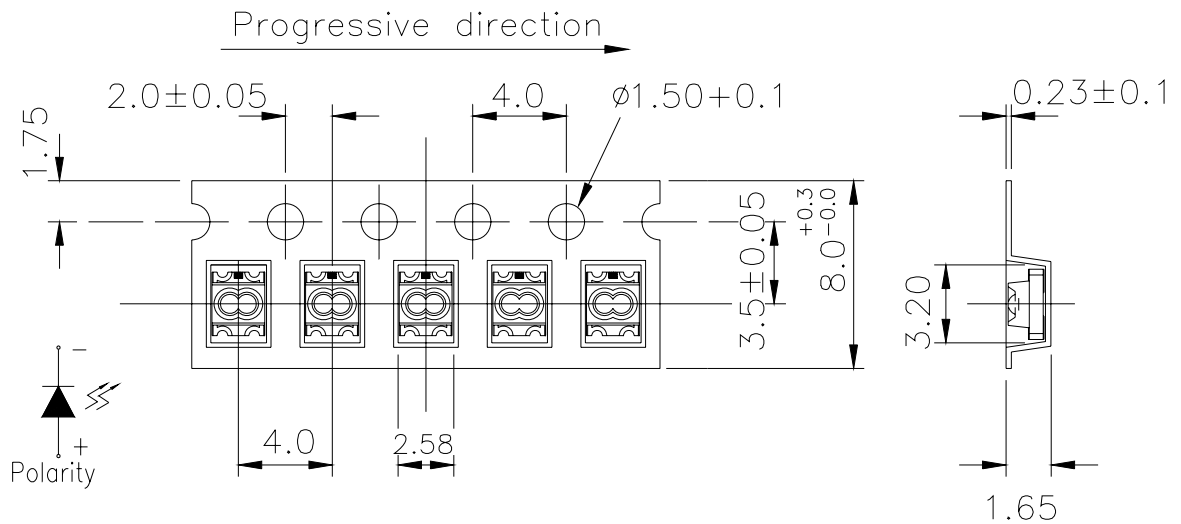 Progressive direction
2.0±0.05
4.0
ø1.50+0.1
0.23±0.1
1.75
3.5±0.05
8.0 +0.3 -0.0
3.20
−
+
Polarity
4.0
2.58
1.65